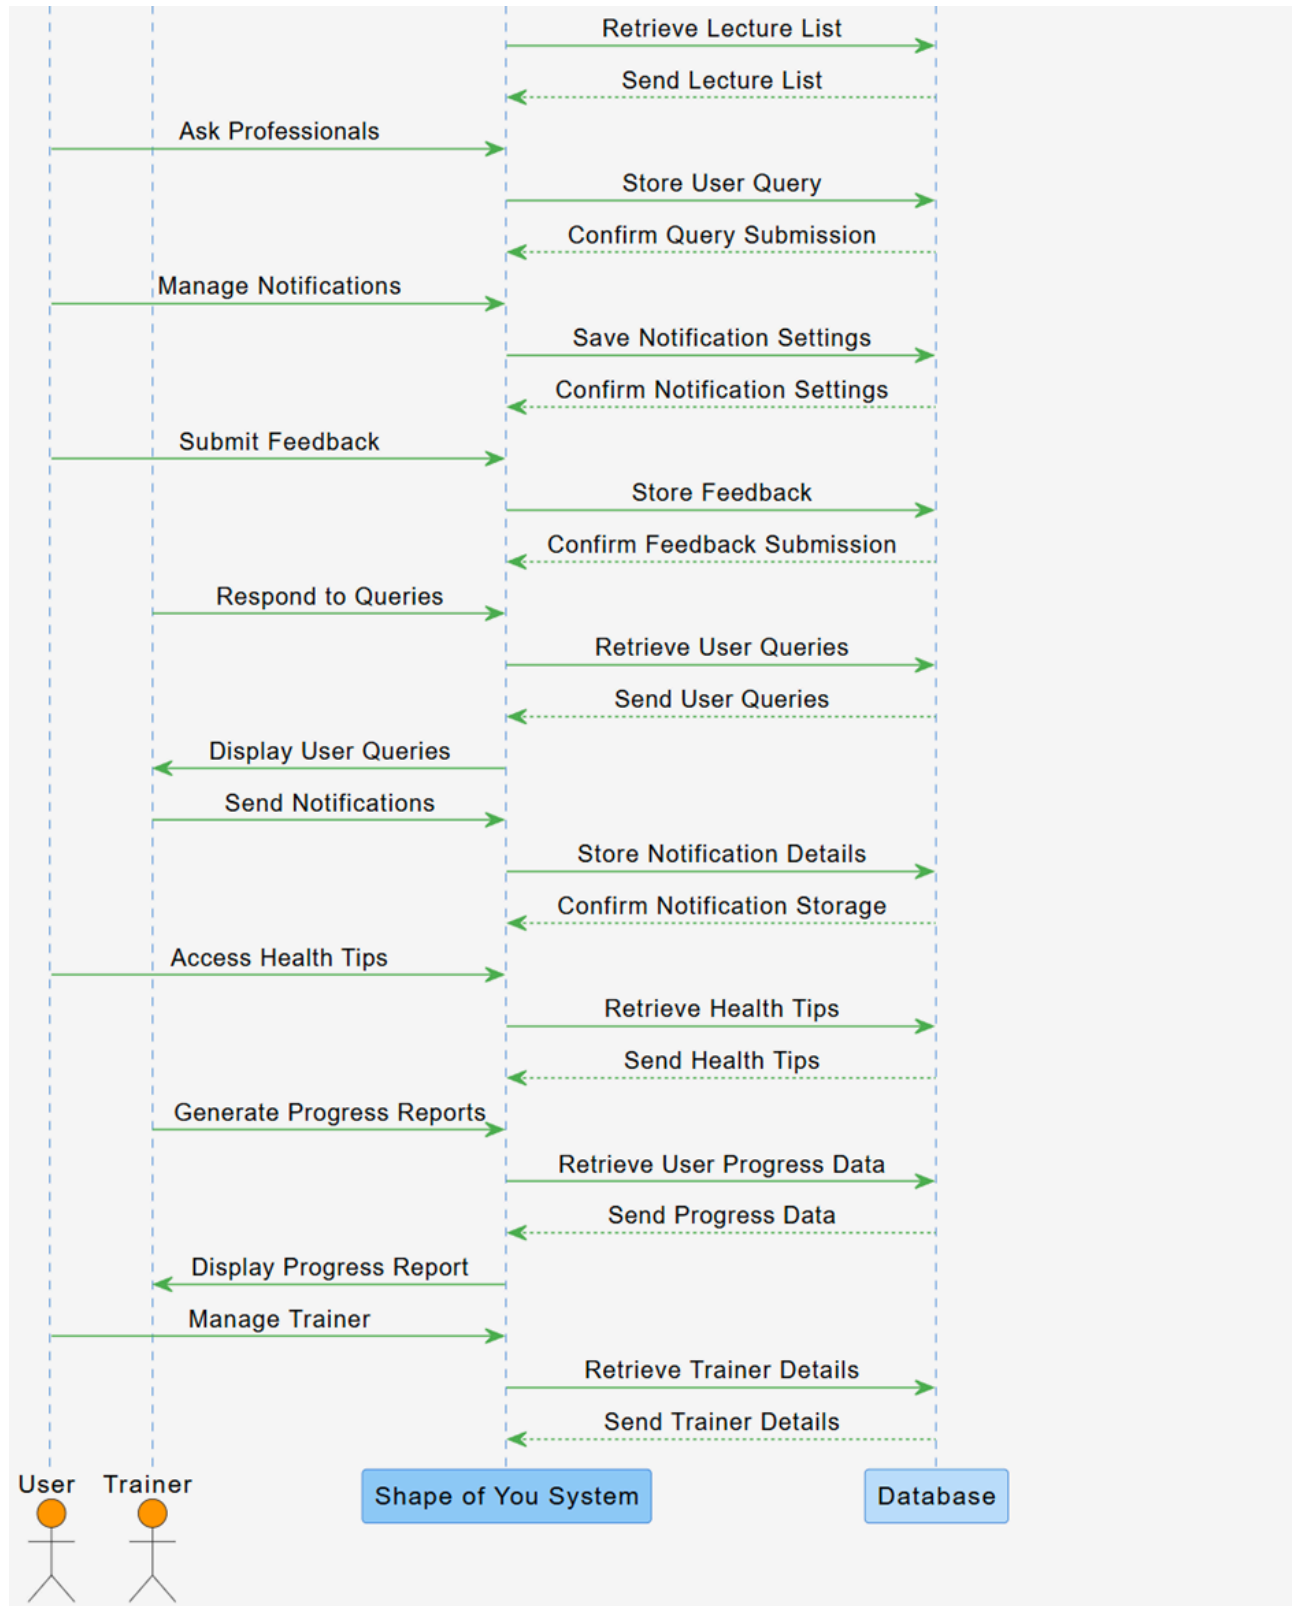 Retrieve Lecture List
Send Lecture List
Ask Professionals
Store User Query
Confirm Query Submission
Manage Notifications
Save Notification Settings
Confirm Notification Settings
Submit Feedback
Store Feedback
Confirm Feedback Submission
Respond to Queries
Retrieve User Queries
Send User Queries
Display User Queries
Send Notifications
Store Notification Details
Confirm Notification Storage
Access Health Tips
Retrieve Health Tips
Send Health Tips
Generate Progress Reports
Retrieve User Progress Data
Send Progress Data
Display Progress Report
Manage Trainer
Retrieve Trainer Details
Send Trainer Details
User
Trainer
Shape of You System
Database